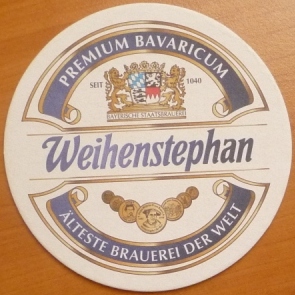 PREMIUM BAVARICUM
SEIT 1040
BAYERISCHE STAATSBRAUEREI
Weihenstephan
ÄLTESTE BRAUEREI DER WELT